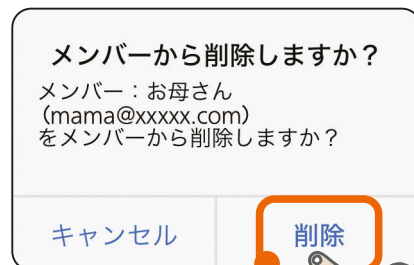 メンバーから削除しますか？
メンバー：お母さん
（mama@xxxxx.com）
をメンバーから削除しますか？
キャンセル
削除